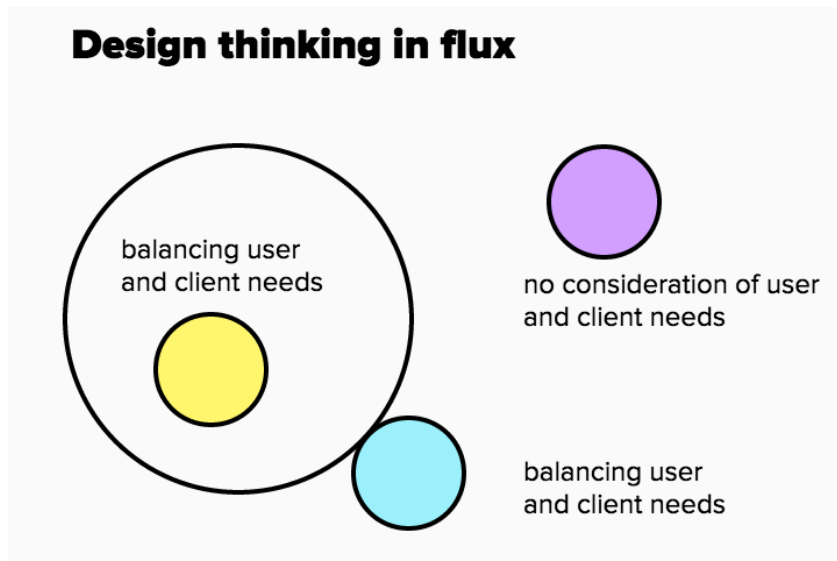 Design thinking in flux
balancing user
and client needs
no consideration of user
and client needs
balancing user
and client needs